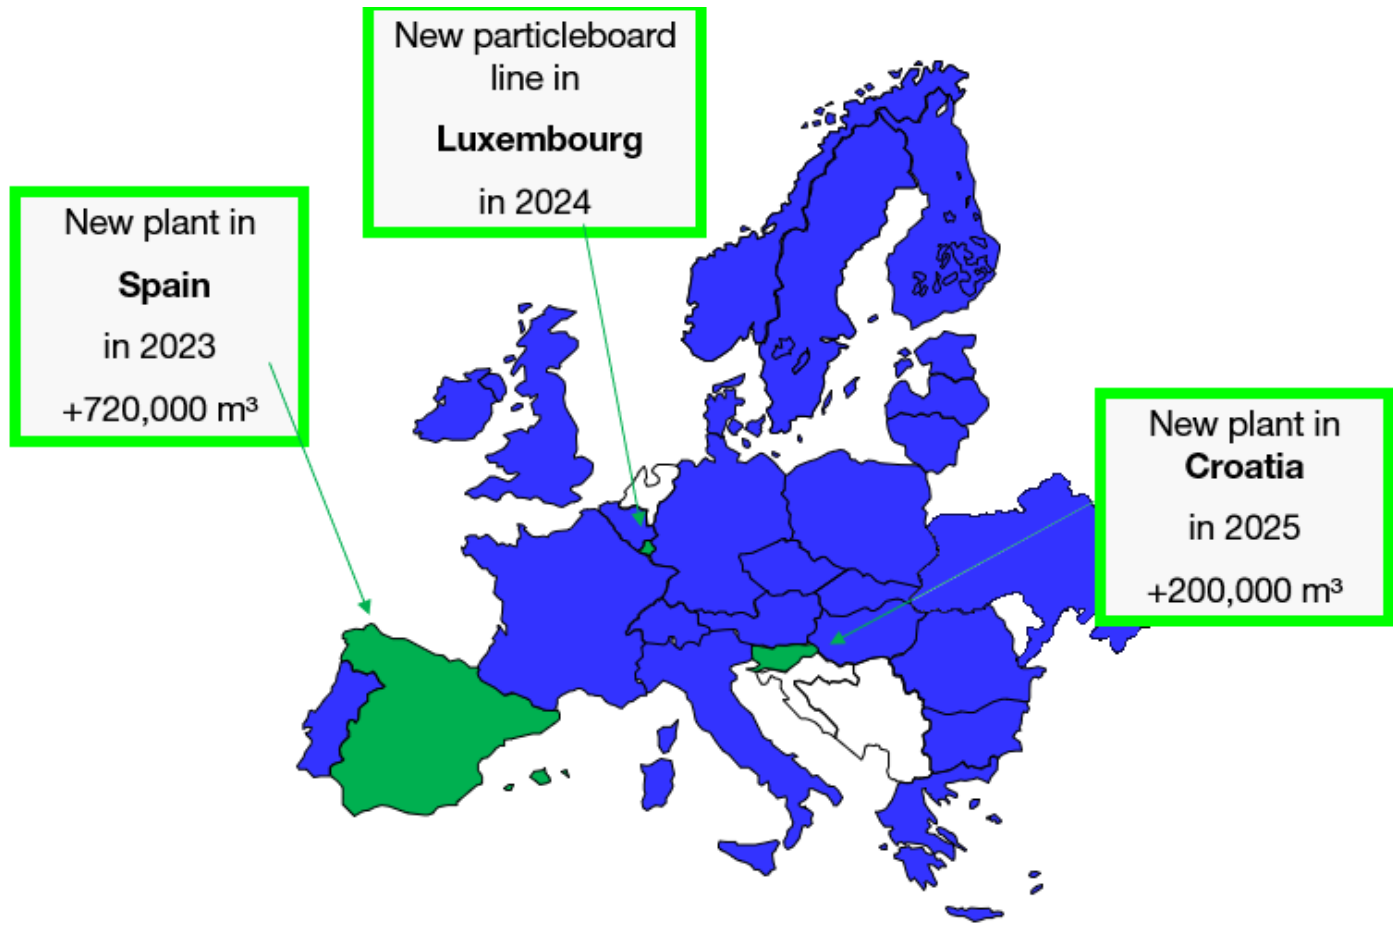 New particleboard
line in
Luxembourg
in 2024
New plant in
Spain
in 2023
+720,000 m³
New plant in
Croatia
in 2025
+200,000 m³